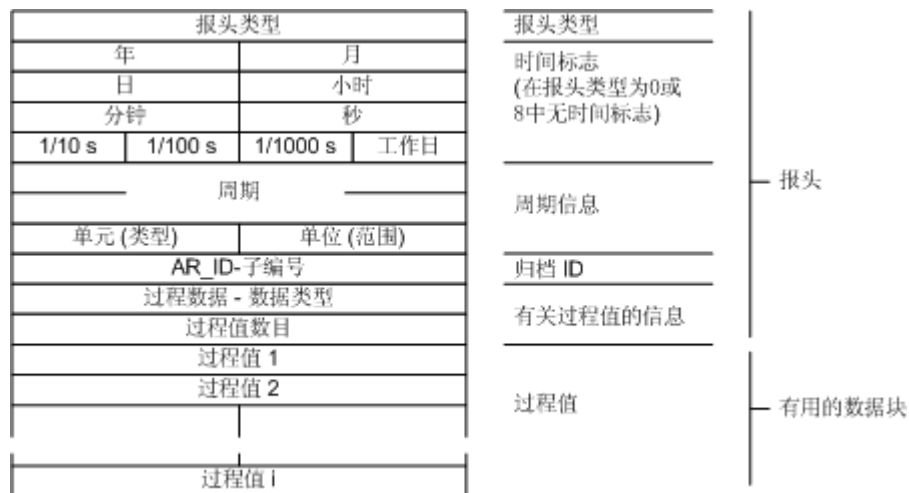 报头类型
年 月
日 小时
分钟 秒
1/10 s 1/100 s 1/1000 s 工作日
周期
单元 (类型) 单位 (范围)
AR_ID-子编号
过程数据 - 数据类型
过程值数目
过程值 1
过程值 2
过程值 i
报头类型
时间标志
(在报头类型为0或
8中无时间标志)
周期信息
归档 ID
有关过程值的信息
过程值
报头
有用的数据块